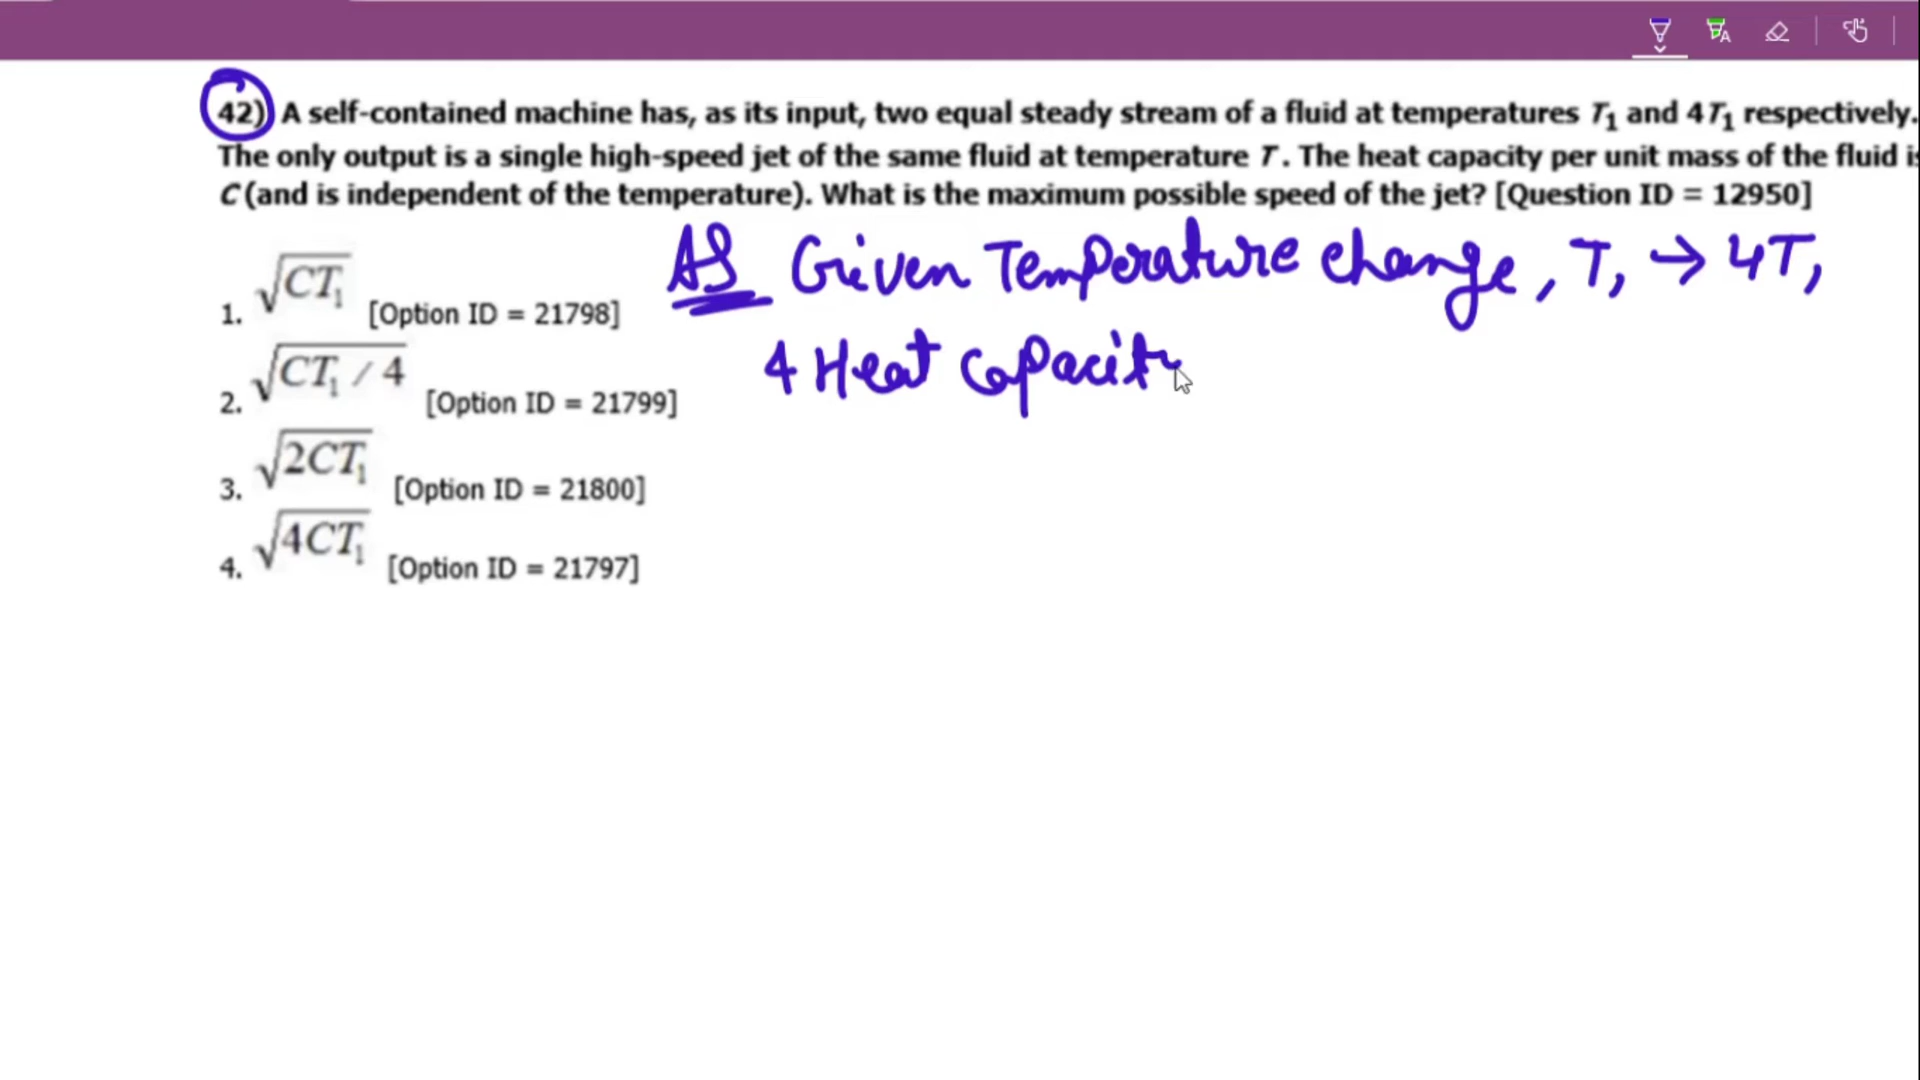 42) A self-contained machine has, as its input, two equal steady stream of a fluid at temperatures T₁ and 4T₁ respectively.
The only output is a single high-speed jet of the same fluid at temperature T. The heat capacity per unit mass of the fluid is
C (and is independent of the temperature). What is the maximum possible speed of the jet? [Question ID = 12950]
AS Given Temperature change, T₁ → 4T₁
1. √CT₁ [Option ID = 21798]
4 Heat Capacity
2. √CT₁ / 4 [Option ID = 21799]
3. √2CT₁ [Option ID = 21800]
4. √4CT₁ [Option ID = 21797]